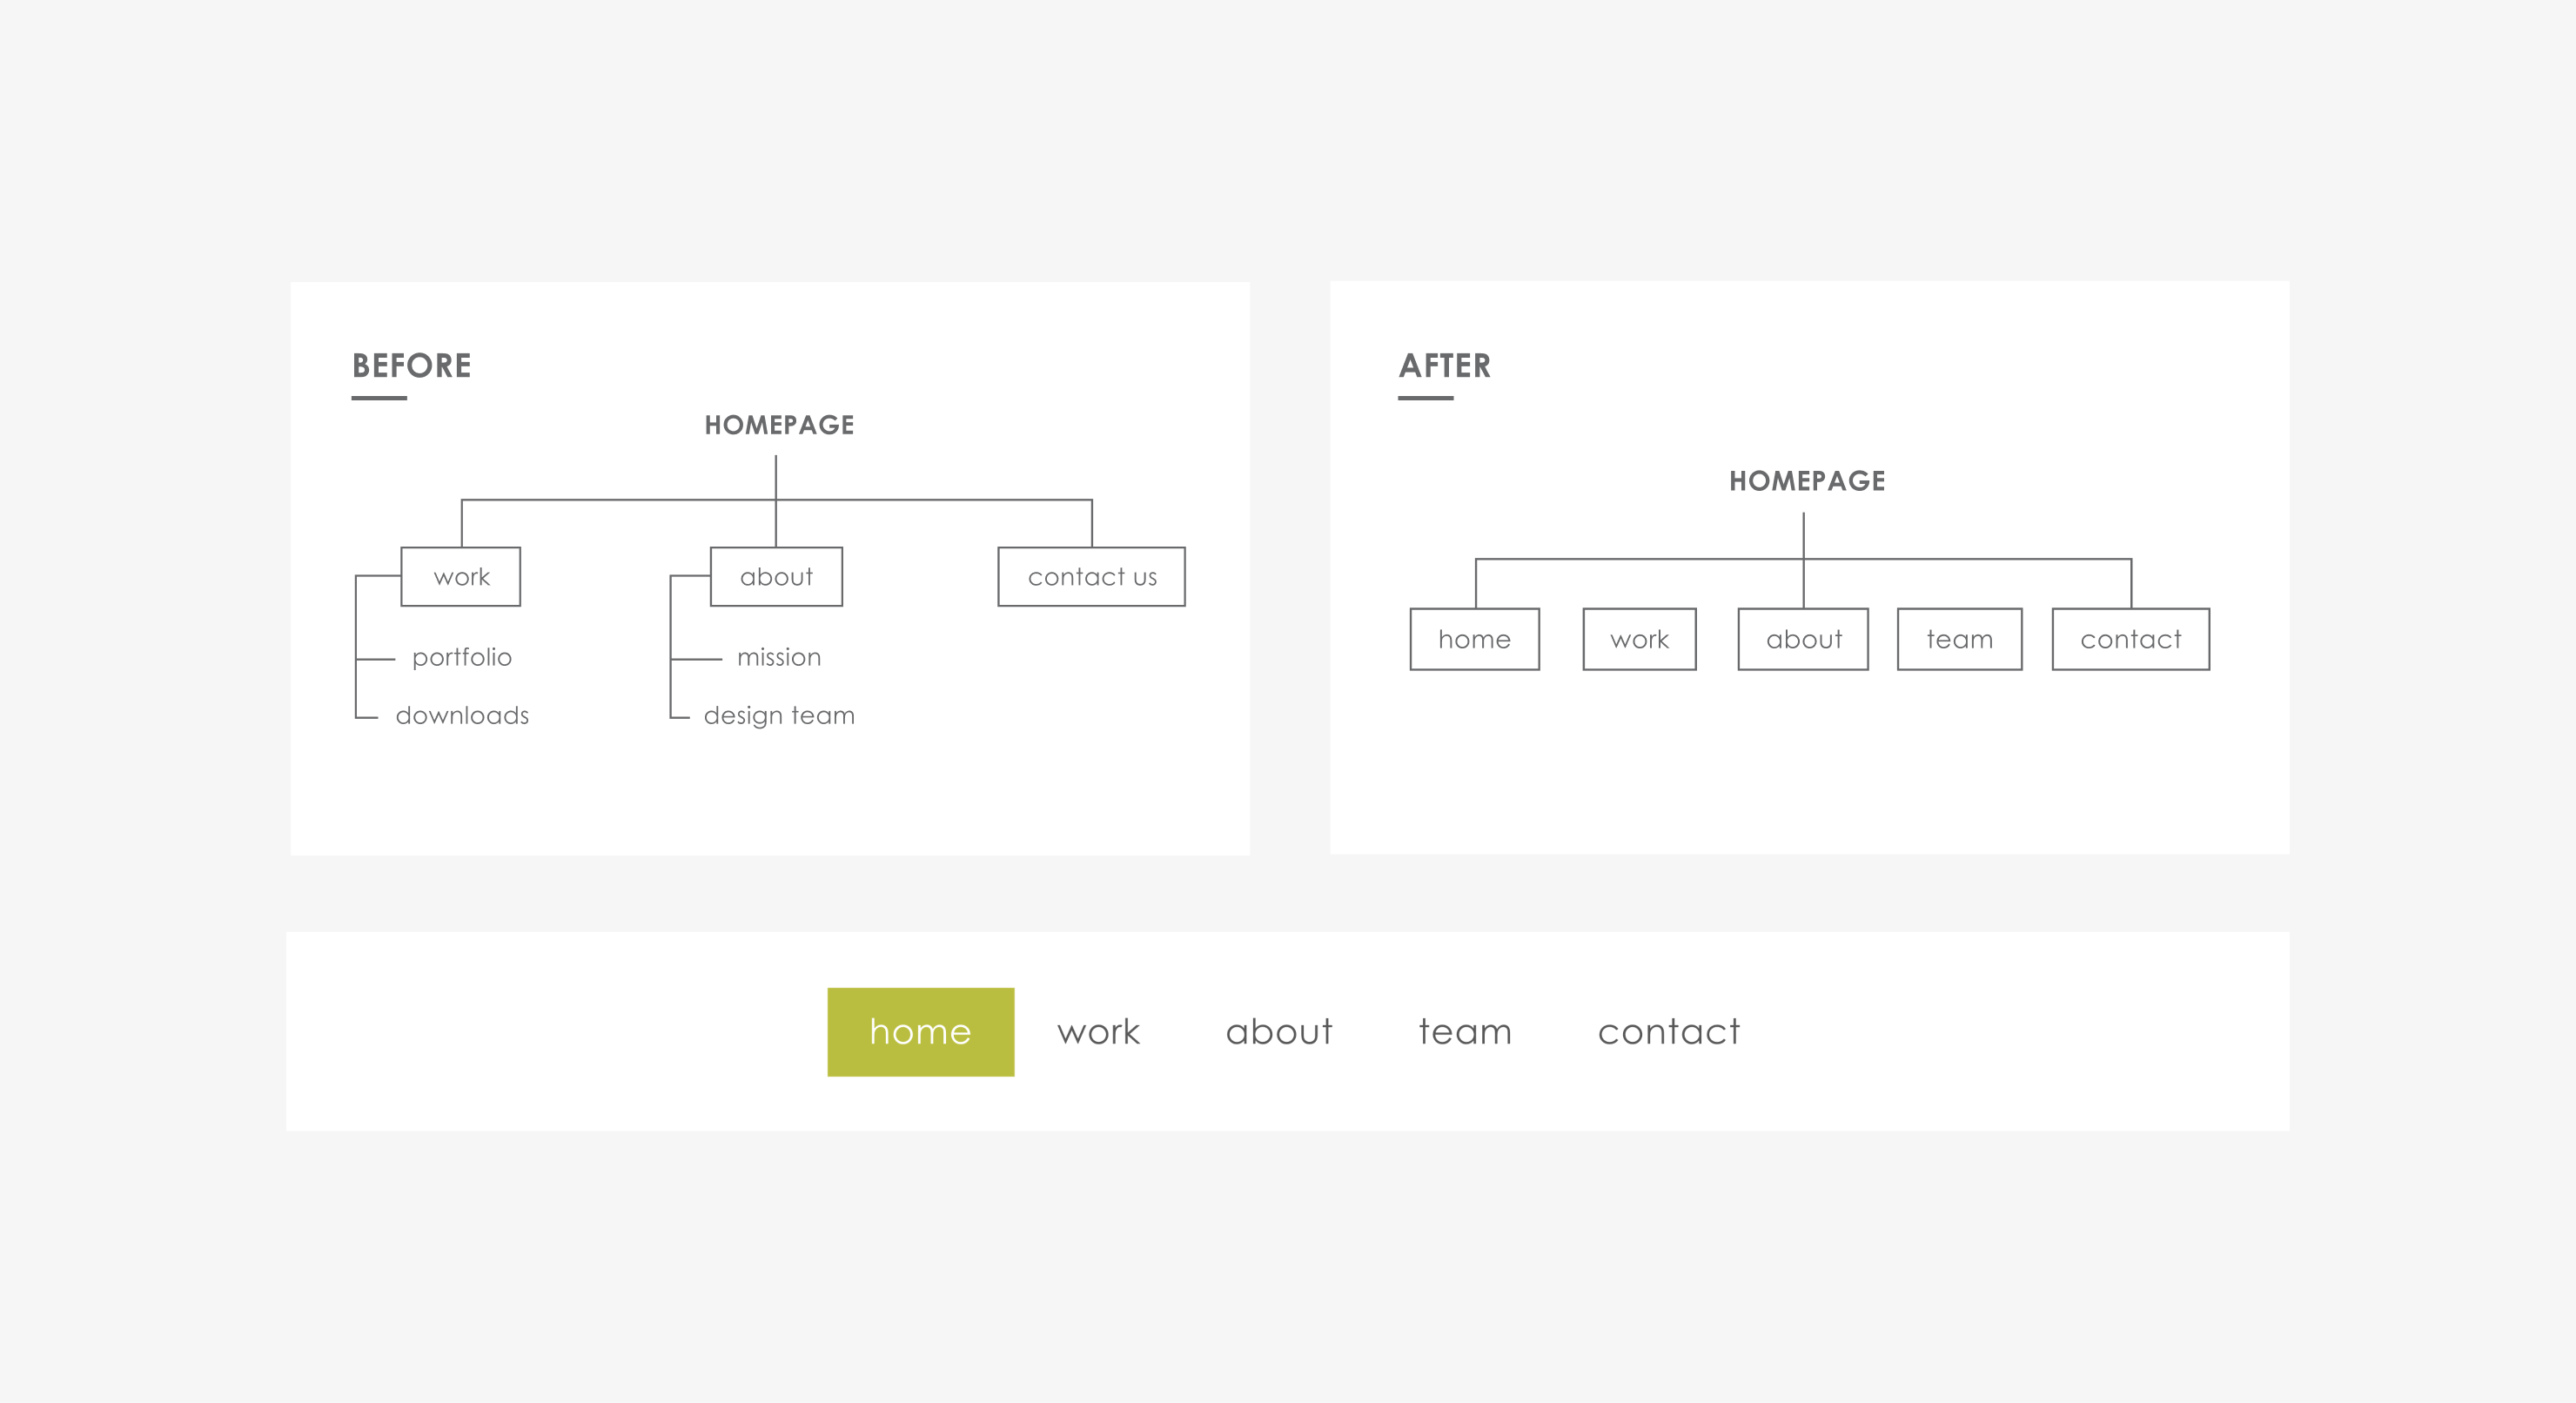 BEFORE
HOMEPAGE
work
about
contact us
portfolio
mission
downloads
design team
AFTER
HOMEPAGE
home
work
about
team
contact
home
work
about
team
contact